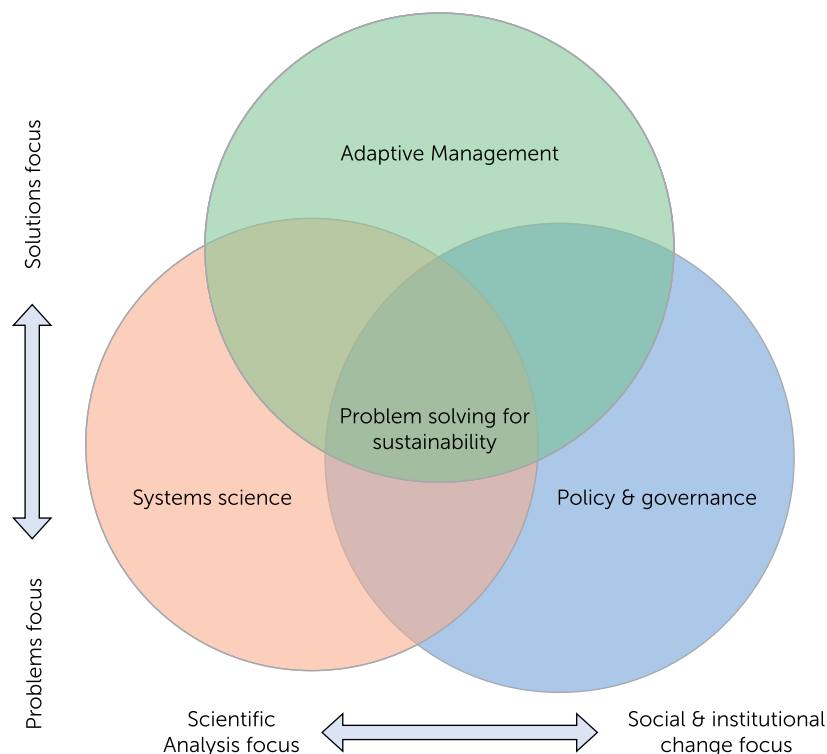 Adaptive Management
Solutions focus
Problem solving for
sustainability
Systems science
Policy & governance
Problems focus
Scientific
Analysis focus
Social & institutional
change focus